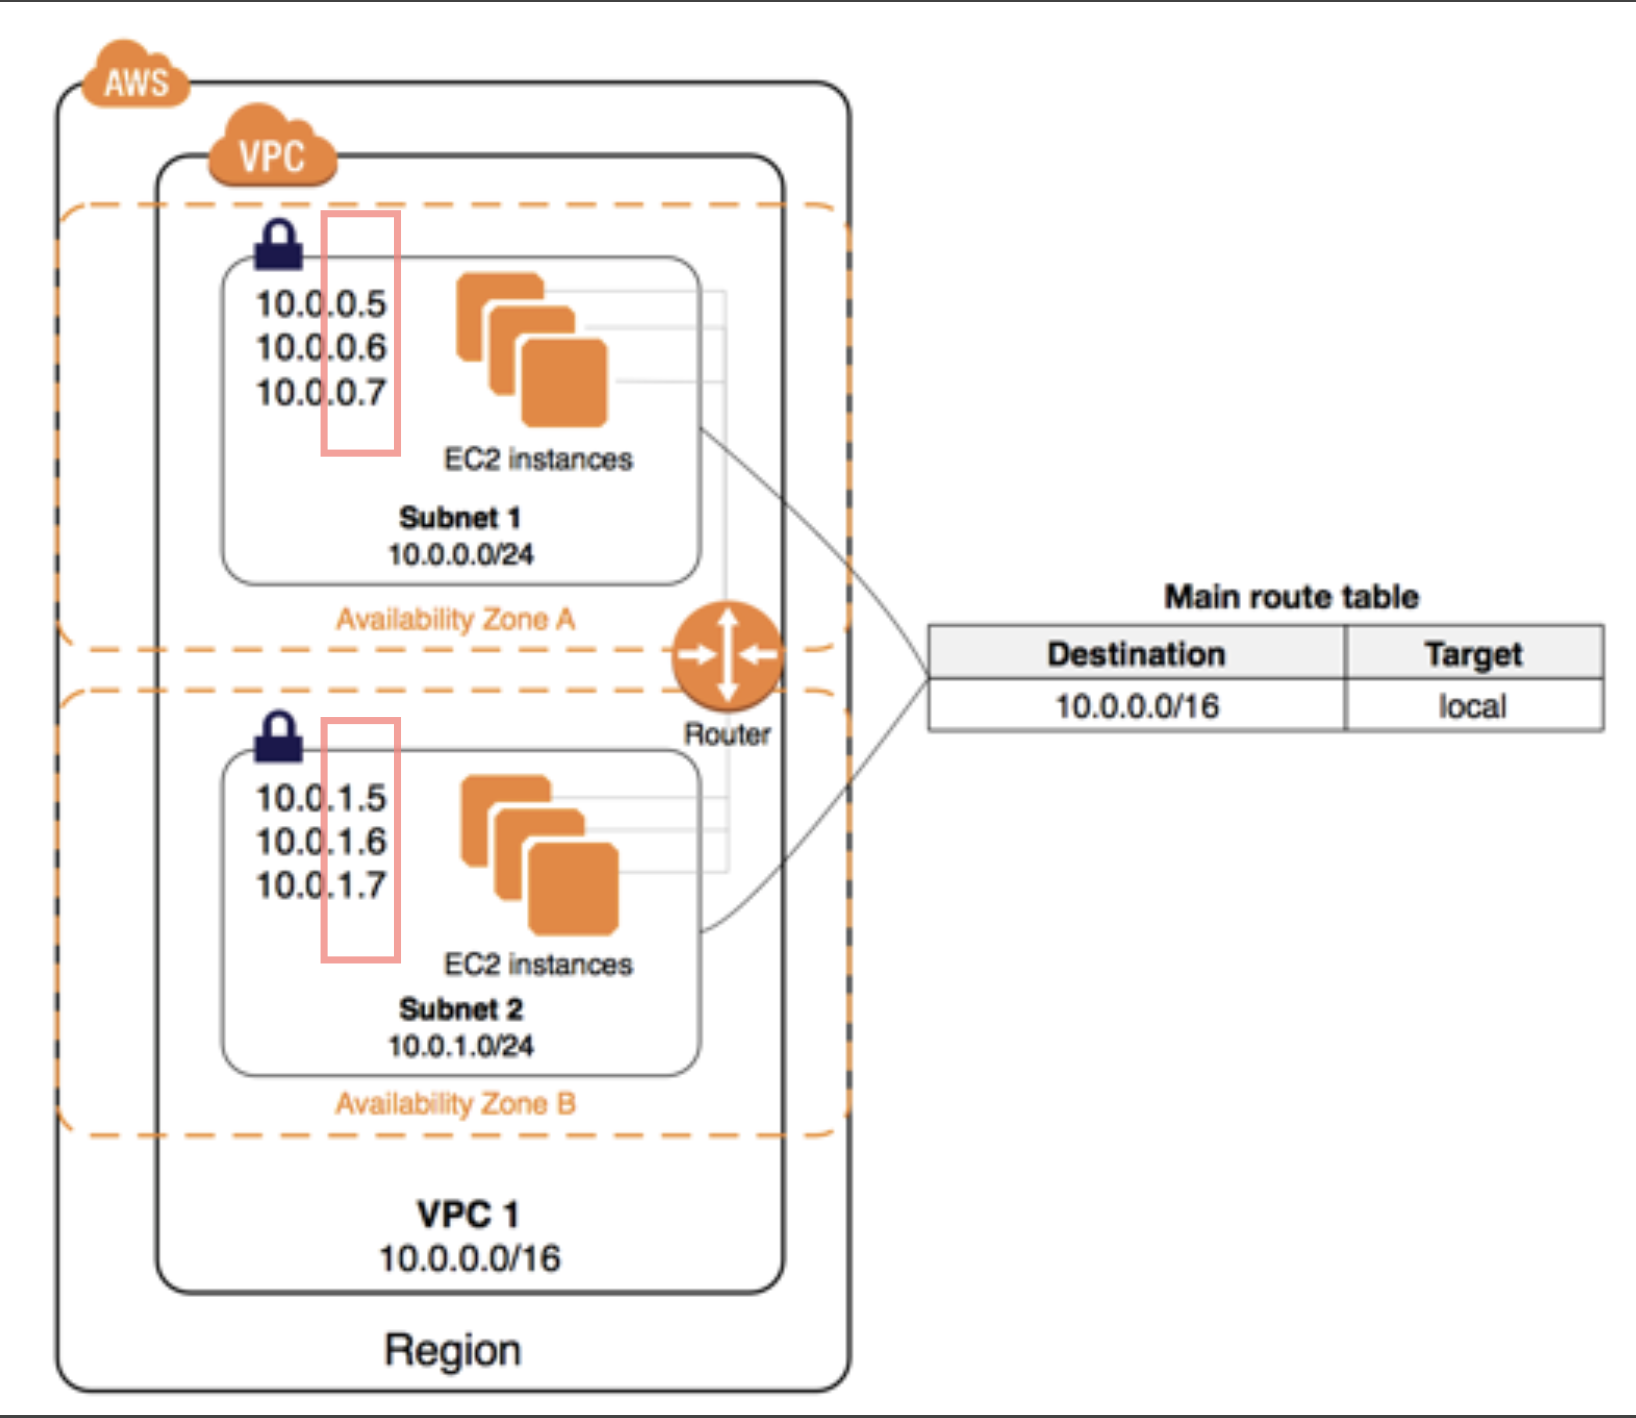 AWS
VPC
10.0.0.5
10.0.0.6
10.0.0.7
EC2 instances
Subnet 1
10.0.0.0/24
Availability Zone A
Router
10.0.1.5
10.0.1.6
10.0.1.7
EC2 instances
Subnet 2
10.0.1.0/24
Availability Zone B
VPC 1
10.0.0.0/16
Region
Main route table
Destination Target
10.0.0.0/16 local